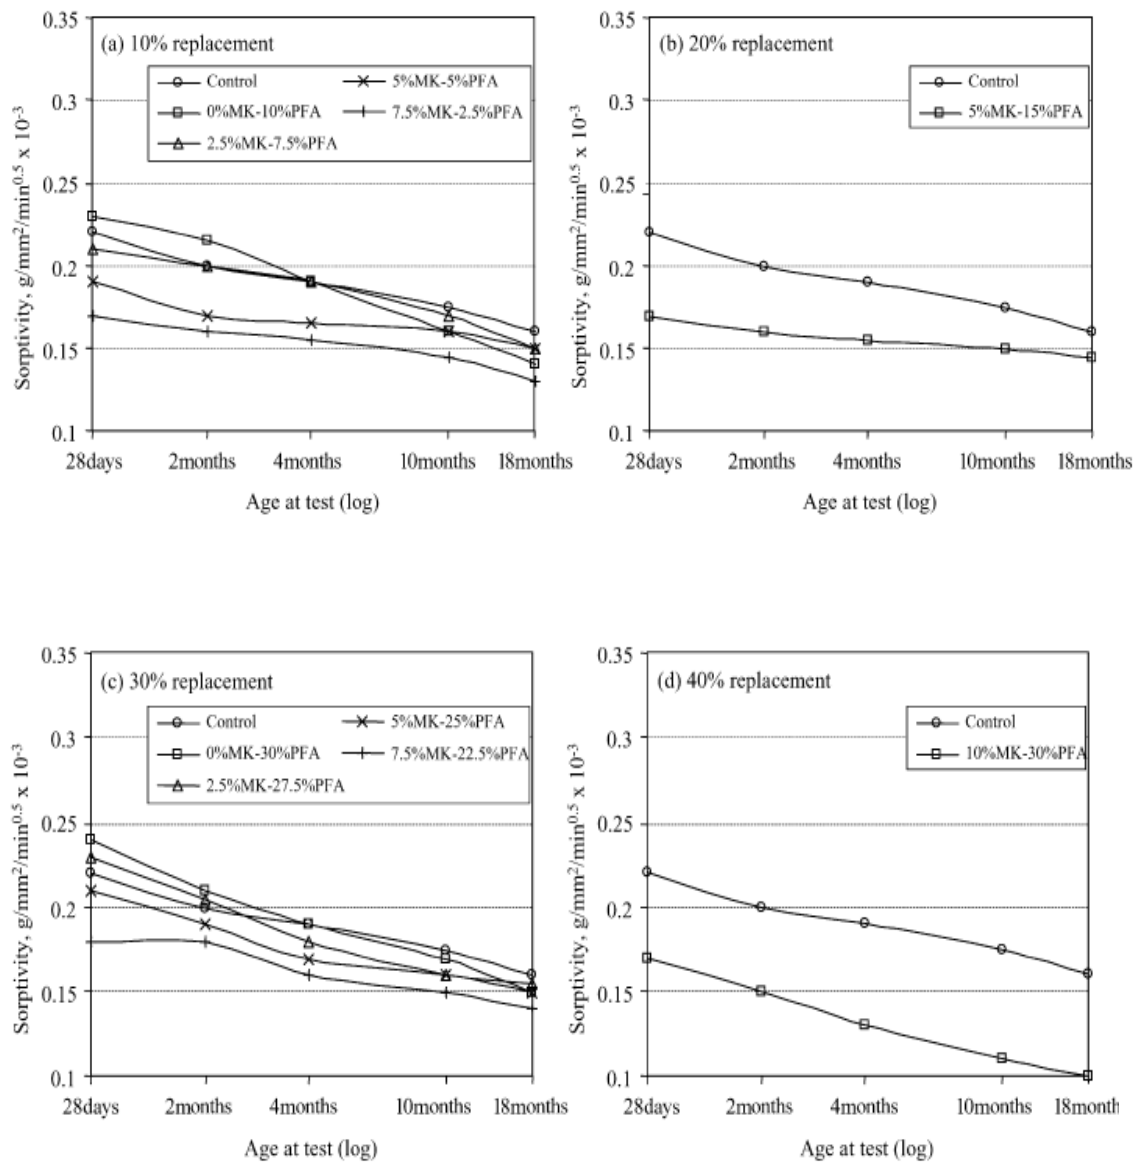 0.35
(a) 10% replacement
Control
5%MK-5%PFA
0%MK-10%PFA
7.5%MK-2.5%PFA
2.5%MK-7.5%PFA
0.3
0.25
0.2
0.15
0.1
Sorptivity, g/mm²/min⁰·⁵ x 10⁻³
28days 2months 4months 10months 18months
Age at test (log)
0.35
(b) 20% replacement
Control
5%MK-15%PFA
0.3
0.25
0.2
0.15
0.1
Sorptivity, g/mm²/min⁰·⁵ x 10⁻³
28days 2months 4months 10months 18months
Age at test (log)
0.35
(c) 30% replacement
Control
5%MK-25%PFA
0%MK-30%PFA
7.5%MK-22.5%PFA
2.5%MK-27.5%PFA
0.3
0.25
0.2
0.15
0.1
Sorptivity, g/mm²/min⁰·⁵ x 10⁻³
28days 2months 4months 10months 18months
Age at test (log)
0.35
(d) 40% replacement
Control
10%MK-30%PFA
0.3
0.25
0.2
0.15
0.1
Sorptivity, g/mm²/min⁰·⁵ x 10⁻³
28days 2months 4months 10months 18month
Age at test (log)